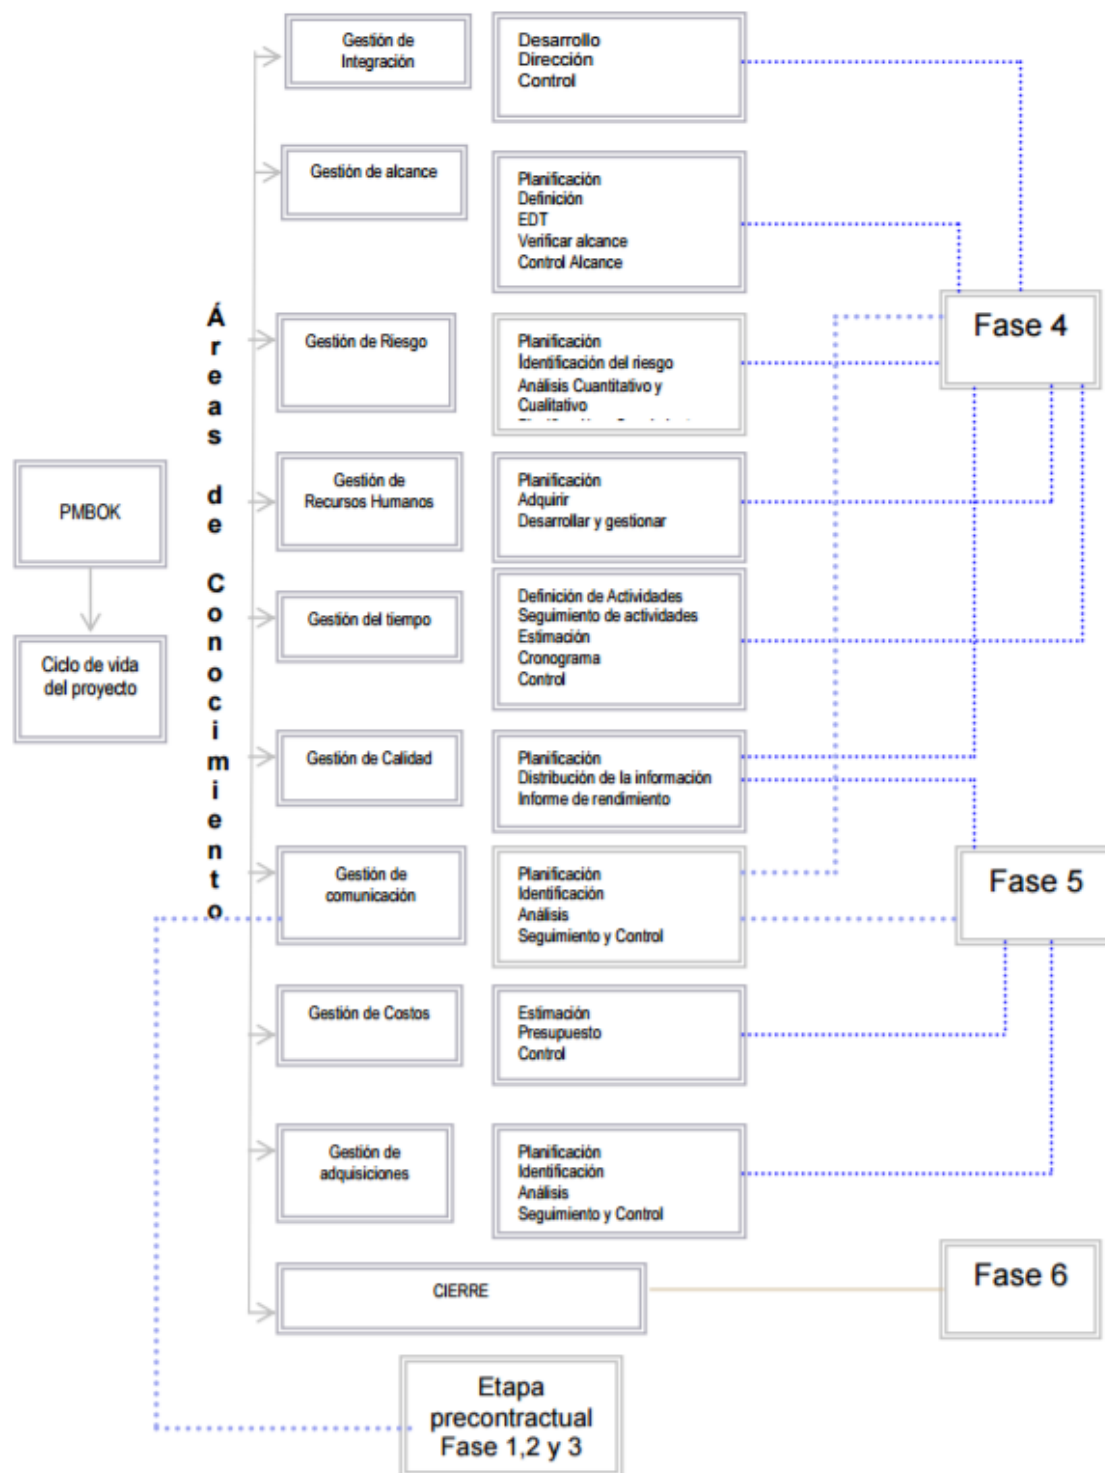 PMBOK
Ciclo de vida
del proyecto
Áreas de Conocimiento
Gestión de
Integración
Desarrollo
Dirección
Control
Gestión de alcance
Planificación
Definición
EDT
Verificar alcance
Control Alcance
Gestión de Riesgo
Planificación
Identificación del riesgo
Análisis Cuantitativo y
Cualitativo
Gestión de
Recursos Humanos
Planificación
Adquirir
Desarrollar y gestionar
Gestión del tiempo
Definición de Actividades
Seguimiento de actividades
Estimación
Cronograma
Control
Gestión de Calidad
Planificación
Distribución de la información
Informe de rendimiento
Gestión de
comunicación
Planificación
Identificación
Análisis
Seguimiento y Control
Gestión de Costos
Estimación
Presupuesto
Control
Gestión de
adquisiciones
Planificación
Identificación
Análisis
Seguimiento y Control
CIERRE
Fase 4
Fase 5
Fase 6
Etapa
precontractual
Fase 1,2 y 3